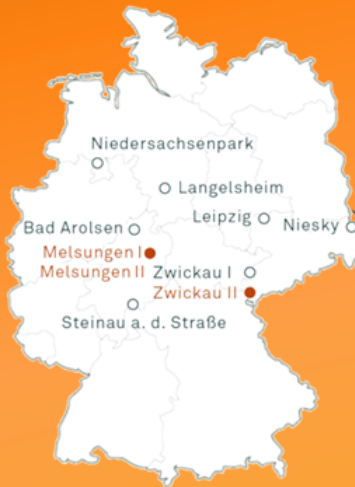 Niedersachsenpark
Langelsheim
Leipzig
Niesky
Bad Arolsen
Melsungen I
Melsungen II
Zwickau I
Zwickau II
Steinau a. d. Straße